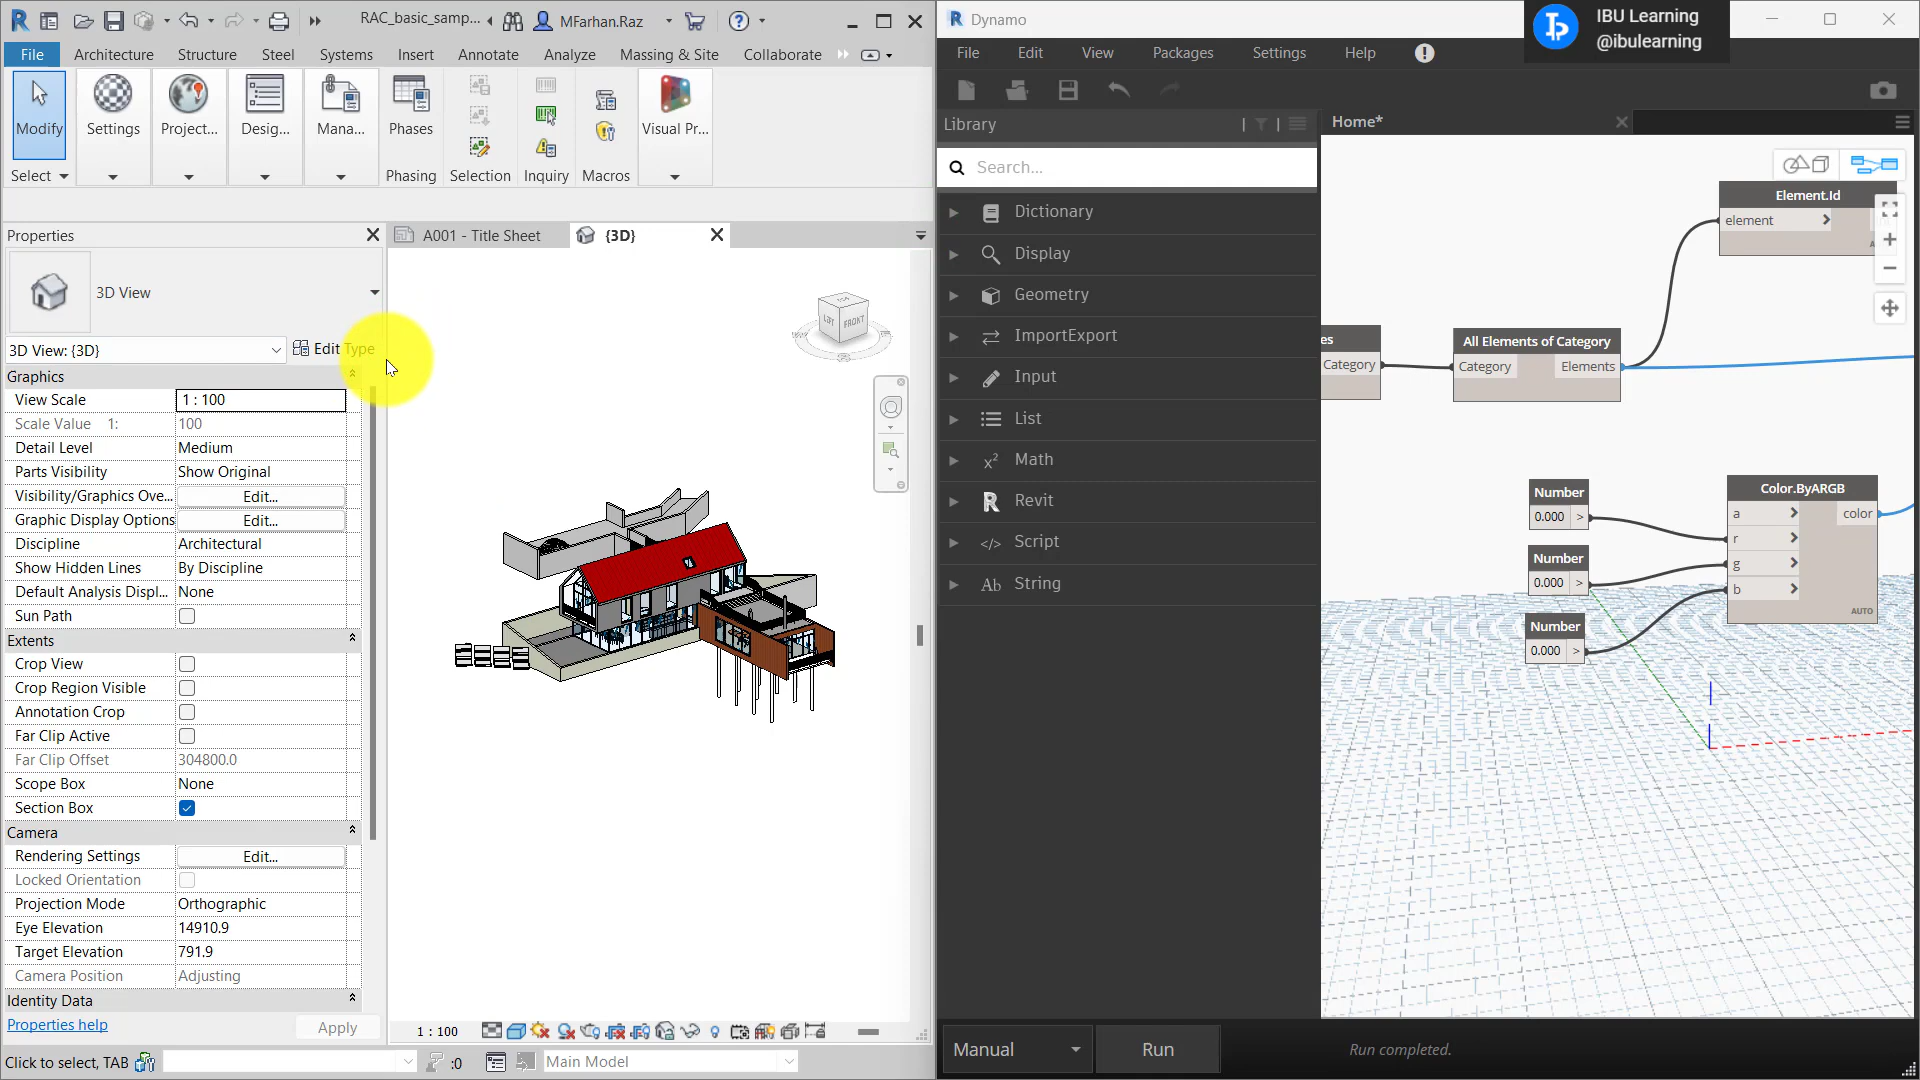 RAC_basic_samp...
MFarhan.Raz
File
Architecture
Structure
Steel
Systems
Insert
Annotate
Analyze
Massing & Site
Collaborate
Modify
Settings
Project...
Desig...
Mana...
Phases
Visual Pr...
Select
Phasing
Selection
Inquiry
Macros
Properties
A001 - Title Sheet
{3D}
3D View
3D View: {3D}
Edit Type
Graphics
View Scale 1 : 100
Scale Value 1: 100
Detail Level Medium
Parts Visibility Show Original
Visibility/Graphics Ove... Edit...
Graphic Display Options Edit...
Discipline Architectural
Show Hidden Lines By Discipline
Default Analysis Displ... None
Sun Path
Extents
Crop View
Crop Region Visible
Annotation Crop
Far Clip Active
Far Clip Offset 304800.0
Scope Box None
Section Box
Camera
Rendering Settings Edit...
Locked Orientation
Projection Mode Orthographic
Eye Elevation 14910.9
Target Elevation 791.9
Camera Position Adjusting
Identity Data
Properties help
Apply
FRONT
1 : 100
Click to select, TAB
:0
Main Model
Dynamo
IBU Learning
@ibulearning
File
Edit
View
Packages
Settings
Help
Library
Home*
Search...
Dictionary
Display
Geometry
ImportExport
Input
List
Math
Revit
Script
String
Element.Id
element
es
Category
All Elements of Category
Category
Elements
Number
0.000 >
Number
0.000 >
Number
0.000 >
Color.ByARGB
a
color
r
g
b
AUTO
Manual
Run
Run completed.